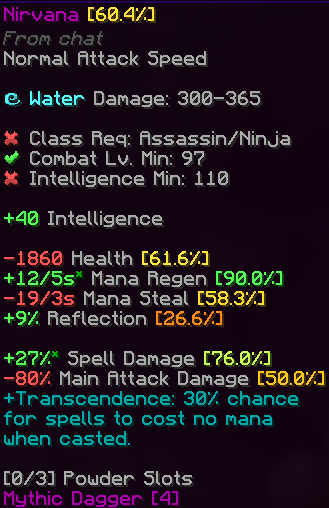 Nirvana [60.4%]
From chat
Normal Attack Speed
Water Damage: 300-365
✖ Class Req: Assassin/Ninja
✔ Combat Lv. Min: 97
✖ Intelligence Min: 110
+40 Intelligence
-1860 Health [61.6%]
+12/5s* Mana Regen [90.0%]
-19/3s Mana Steal [58.3%]
+9% Reflection [26.6%]
+27%* Spell Damage [76.0%]
-80% Main Attack Damage [50.0%]
+Transcendence: 30% chance
for spells to cost no mana
when casted.
[0/3] Powder Slots
Mythic Dagger [4]